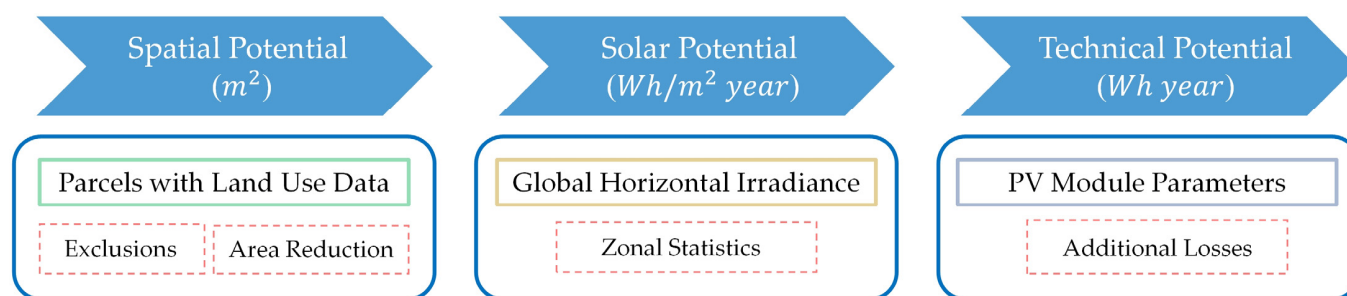 Spatial Potential
(m²)
Solar Potential
(Wh/m² year)
Technical Potential
(Wh year)
Parcels with Land Use Data
Exclusions
Area Reduction
Global Horizontal Irradiance
Zonal Statistics
PV Module Parameters
Additional Losses